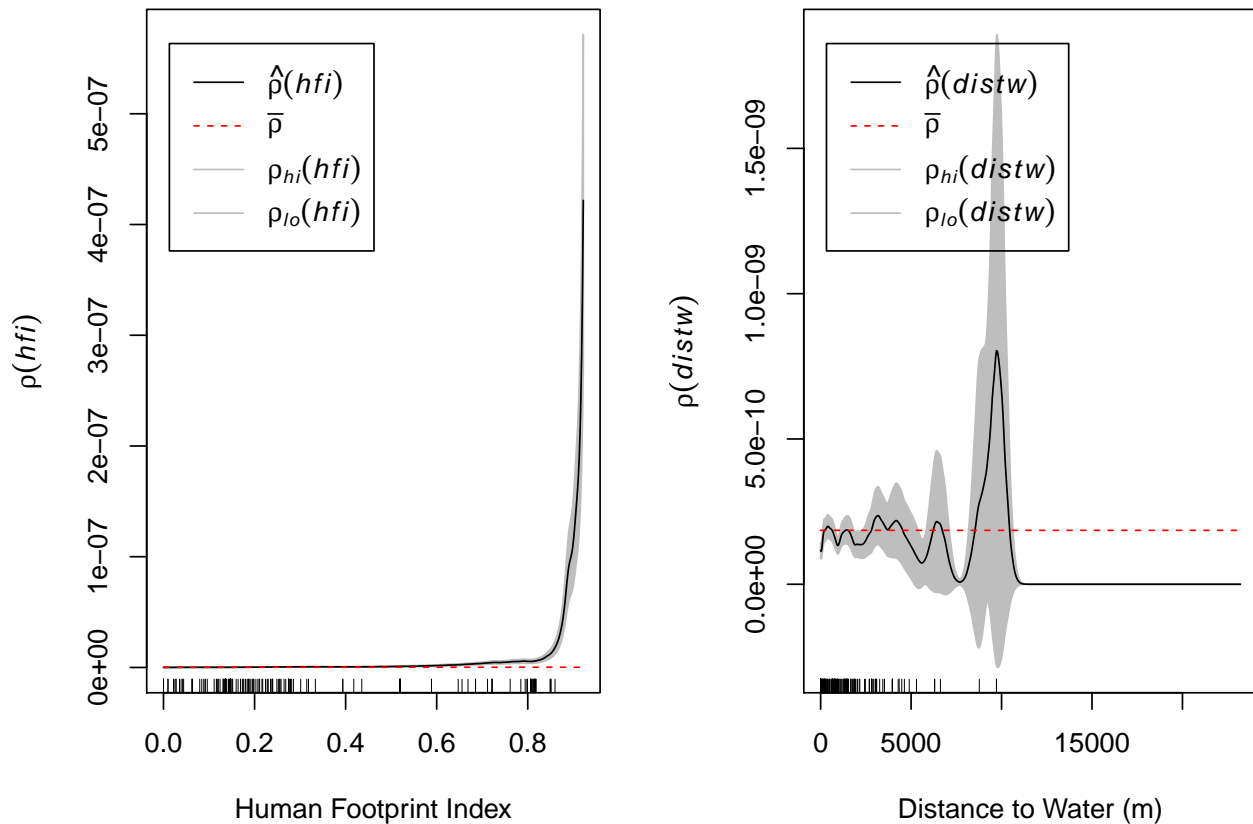 ρ̂(hfi)
ρ̄
ρhi(hfi)
ρlo(hfi)
ρ(hfi)
0e+00
1e−07
2e−07
3e−07
4e−07
5e−07
0.0
0.2
0.4
0.6
0.8
Human Footprint Index
ρ̂(distw)
ρ̄
ρhi(distw)
ρlo(distw)
ρ(distw)
0.0e+00
5.0e−10
1.0e−09
1.5e−09
0
5000
15000
Distance to Water (m)